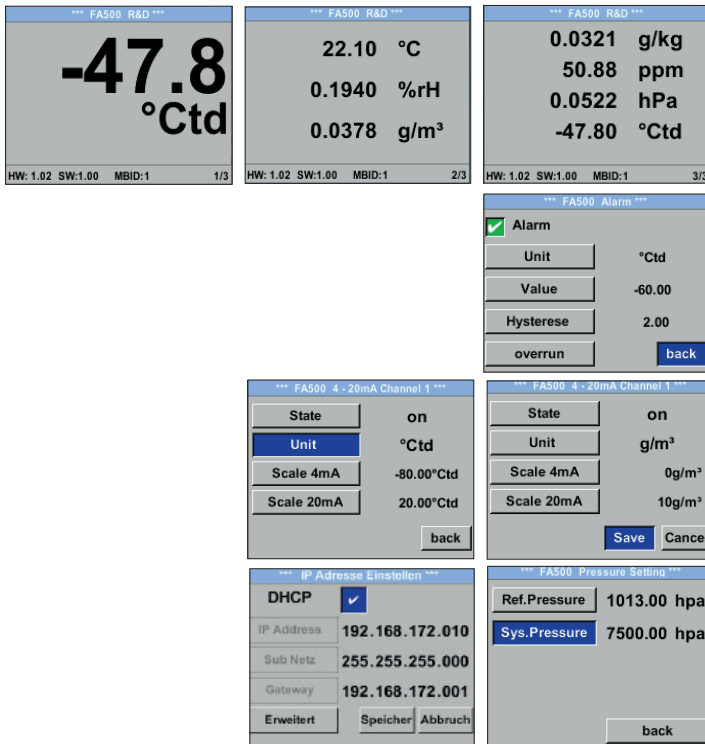 *** FA500 R&D ***
-47.8
°Ctd
HW: 1.02 SW:1.00 MBID:1 1/3
*** FA500 R&D ***
22.10 °C
0.1940 %rH
0.0378 g/m³
HW: 1.02 SW:1.00 MBID:1 2/3
*** FA500 R&D ***
0.0321 g/kg
50.88 ppm
0.0522 hPa
-47.80 °Ctd
HW: 1.02 SW:1.00 MBID:1 3/3
*** FA500 Alarm ***
Alarm
Unit °Ctd
Value -60.00
Hysterese 2.00
overrun back
*** FA500 4 - 20mA Channel 1 ***
State on
Unit °Ctd
Scale 4mA -80.00°Ctd
Scale 20mA 20.00°Ctd
back
*** FA500 4 - 20mA Channel 1 ***
State on
Unit g/m³
Scale 4mA 0g/m³
Scale 20mA 10g/m³
Save Cance
*** IP Adresse Einstellen ***
DHCP
IP Address 192.168.172.010
Sub Netz 255.255.255.000
Gateway 192.168.172.001
Erweitert Speicher Abbruch
*** FA500 Pressure Setting ***
Ref.Pressure 1013.00 hpa
Sys.Pressure 7500.00 hpa
back